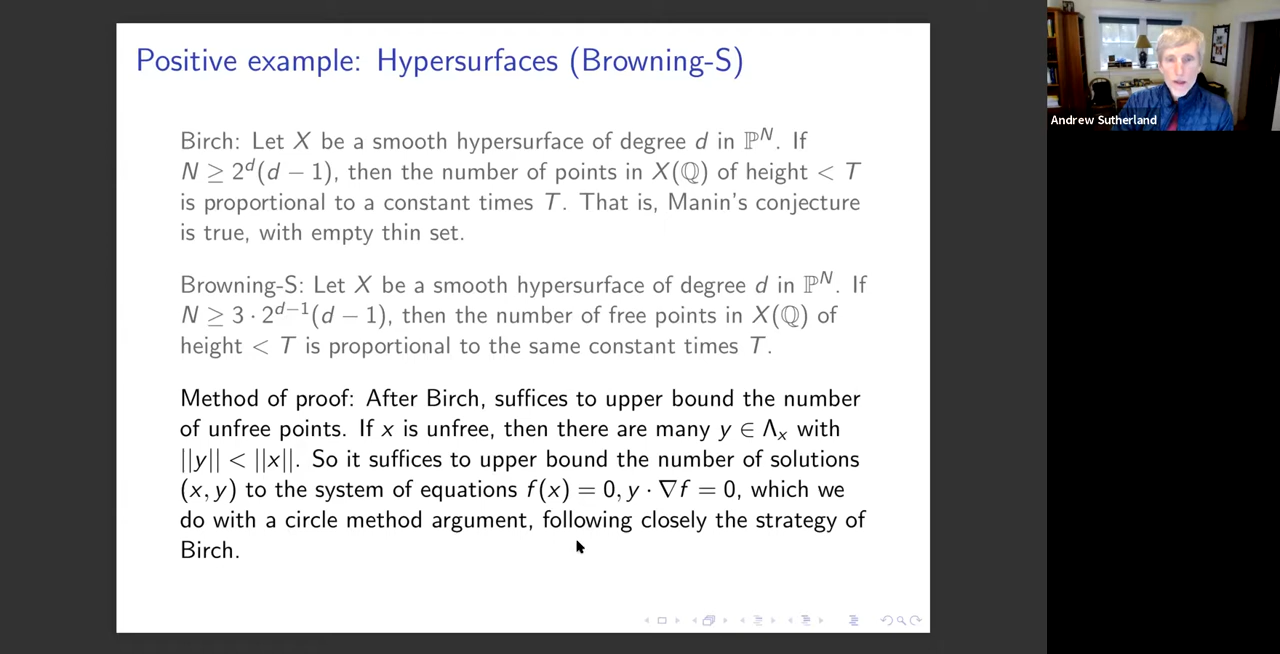 Positive example: Hypersurfaces (Browning-S)
Birch: Let X be a smooth hypersurface of degree d in ℙᴺ. If
N ≥ 2ᵈ(d − 1), then the number of points in X(ℚ) of height < T
is proportional to a constant times T. That is, Manin's conjecture
is true, with empty thin set.
Browning-S: Let X be a smooth hypersurface of degree d in ℙᴺ. If
N ≥ 3 · 2ᵈ⁻¹(d − 1), then the number of free points in X(ℚ) of
height < T is proportional to the same constant times T.
Method of proof: After Birch, suffices to upper bound the number
of unfree points. If x is unfree, then there are many y ∈ Λₓ with
||y|| < ||x||. So it suffices to upper bound the number of solutions
(x, y) to the system of equations f(x) = 0, y · ∇f = 0, which we
do with a circle method argument, following closely the strategy of
Birch.
Andrew Sutherland